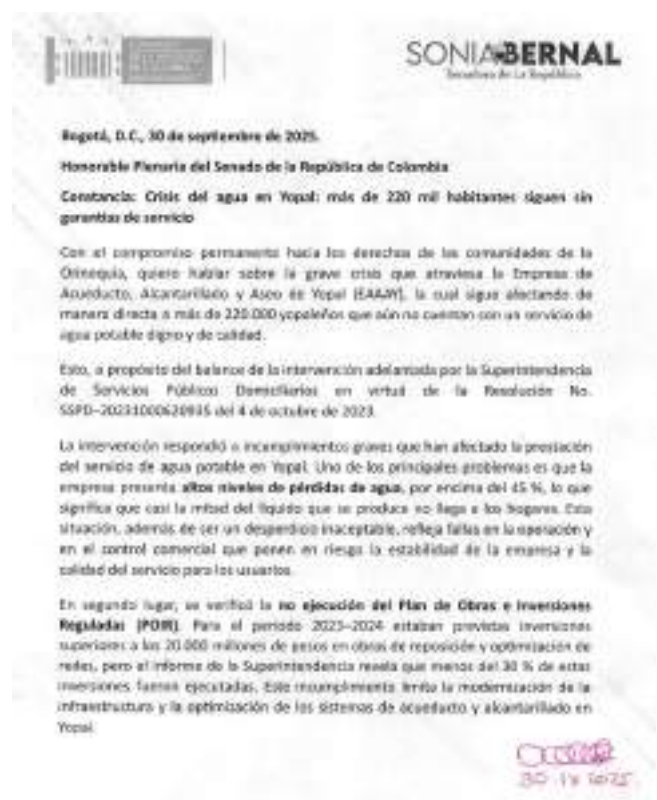 SONIA BERNAL
Senadora de La República
Bogotá, D.C., 30 de septiembre de 2025.
Honorable Plenaria del Senado de la República de Colombia
Constancia: Crisis del agua en Yopal: más de 220 mil habitantes siguen sin
garantías de servicio
Con el compromiso permanente hacia los derechos de las comunidades de la
Orinoquía, quiero hablar sobre la grave crisis que atraviesa la Empresa de
Acueducto, Alcantarillado y Aseo de Yopal (EAAAY), la cual sigue afectando de
manera directa a más de 220.000 yopaleños que aún no cuentan con un servicio de
agua potable digno y de calidad.
Esto, a propósito del balance de la intervención adelantada por la Superintendencia
de Servicios Públicos Domiciliarios en virtud de la Resolución No.
SSPD–20231000620935 del 4 de octubre de 2023.
La intervención respondió a incumplimientos graves que han afectado la prestación
del servicio de agua potable en Yopal. Uno de los principales problemas es que la
empresa presenta altos niveles de pérdidas de agua, por encima del 45 %, lo que
significa que casi la mitad del líquido que se produce no llega a los hogares. Esta
situación, además de ser un desperdicio inaceptable, refleja fallas en la operación y
en el control comercial que ponen en riesgo la estabilidad de la empresa y la
calidad del servicio para los usuarios.
En segundo lugar, se verificó la no ejecución del Plan de Obras e Inversiones
Reguladas (POIR). Para el periodo 2023–2024 estaban previstas inversiones
superiores a los 20.000 millones de pesos en obras de reposición y optimización de
redes, pero el informe de la Superintendencia revela que menos del 30 % de estas
inversiones fueron ejecutadas. Este incumplimiento limita la modernización de la
infraestructura y la optimización de los sistemas de acueducto y alcantarillado en
Yopal.
30 IX 2025